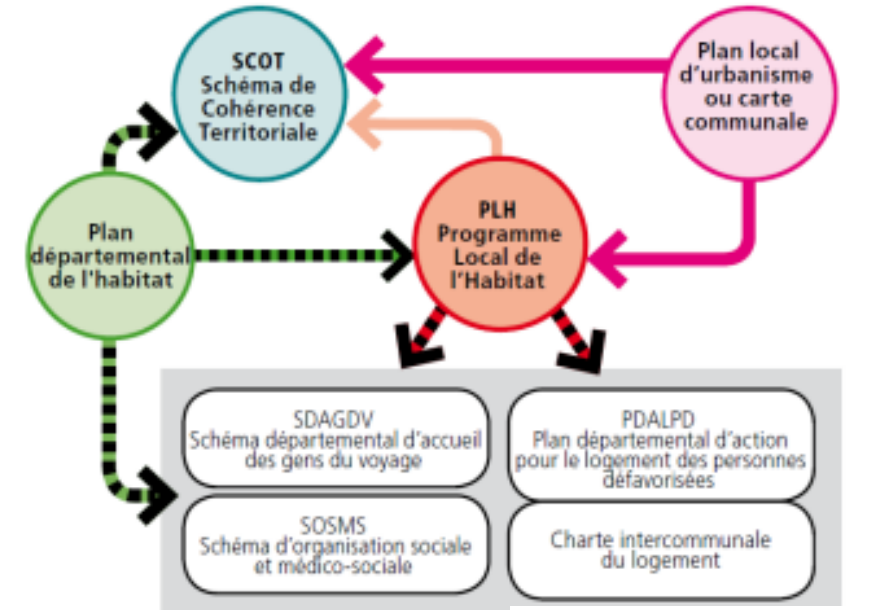 SCOT
Schéma de
Cohérence
Territoriale
Plan local
d'urbanisme
ou carte
communale
Plan
départemental
de l'habitat
PLH
Programme
Local de
l'Habitat
SDAGDV
Schéma départemental d'accueil
des gens du voyage
PDALPD
Plan départemental d'action
pour le logement des personnes
défavorisées
SOSMS
Schéma d'organisation sociale
et médico-sociale
Charte intercommunale
du logement